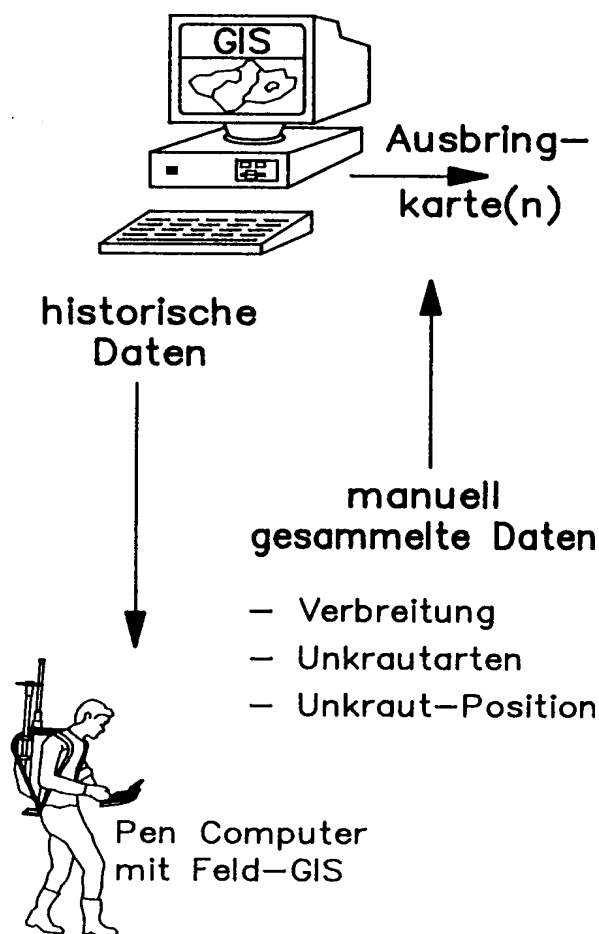 GIS
Ausbring-
karte(n)
historische
Daten
manuell
gesammelte Daten
- Verbreitung
- Unkrautarten
- Unkraut-Position
Pen Computer
mit Feld-GIS